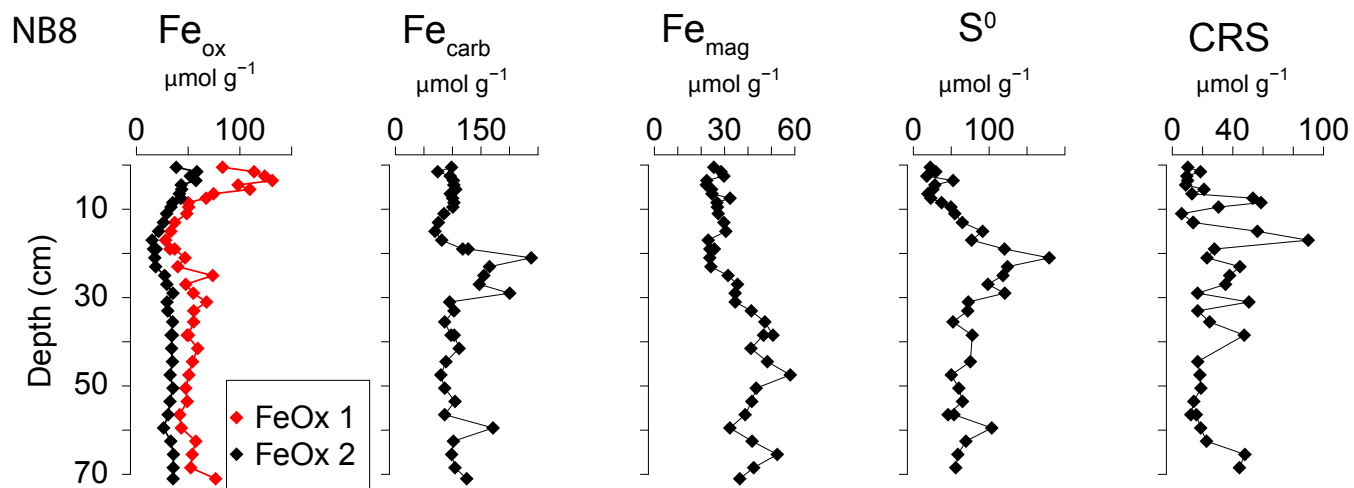 NB8
Fe_ox
µmol g⁻¹
0 100
Fe_carb
µmol g⁻¹
0 150
Fe_mag
µmol g⁻¹
0 30 60
S⁰
µmol g⁻¹
0 100
CRS
µmol g⁻¹
0 40 100
Depth (cm)
10
30
50
70
FeOx 1
FeOx 2